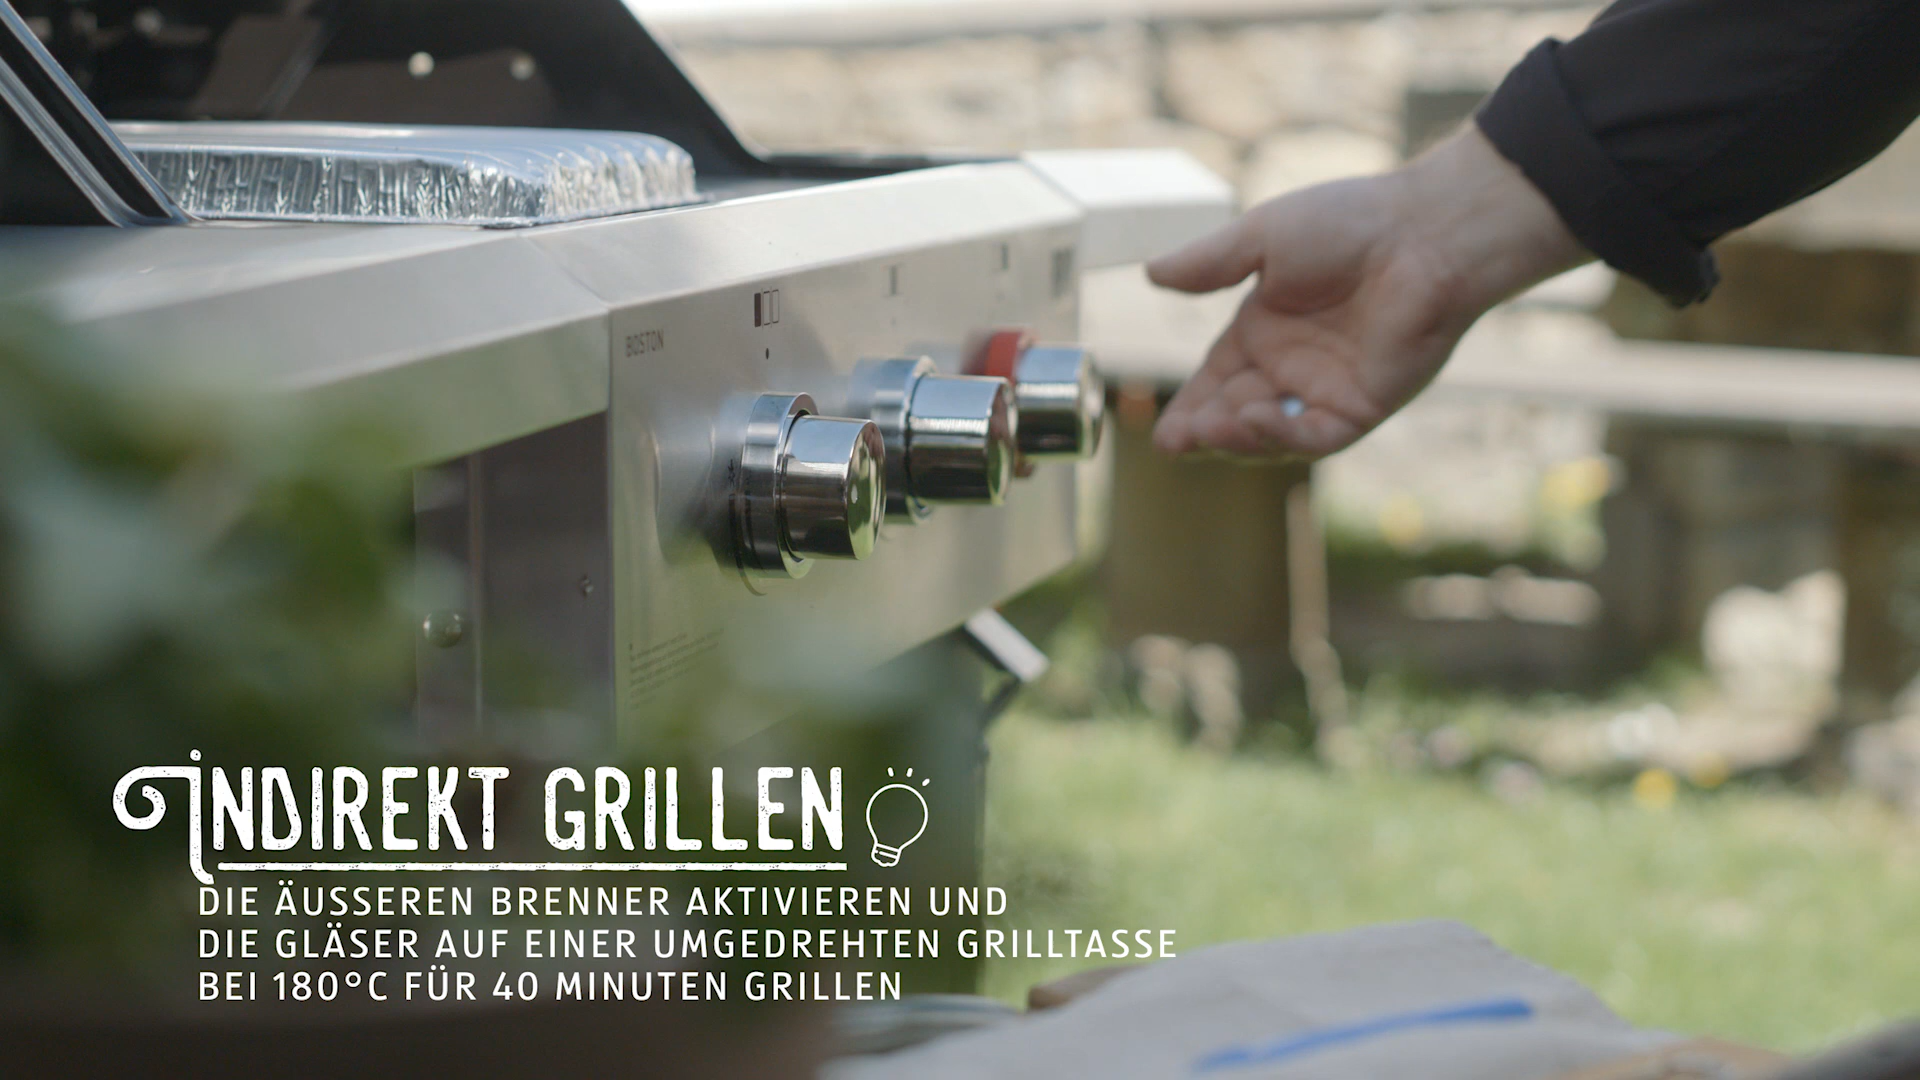 BOSTON
INDIREKT GRILLEN
DIE ÄUSSEREN BRENNER AKTIVIEREN UND
DIE GLÄSER AUF EINER UMGEDREHTEN GRILLTASSE
BEI 180°C FÜR 40 MINUTEN GRILLEN